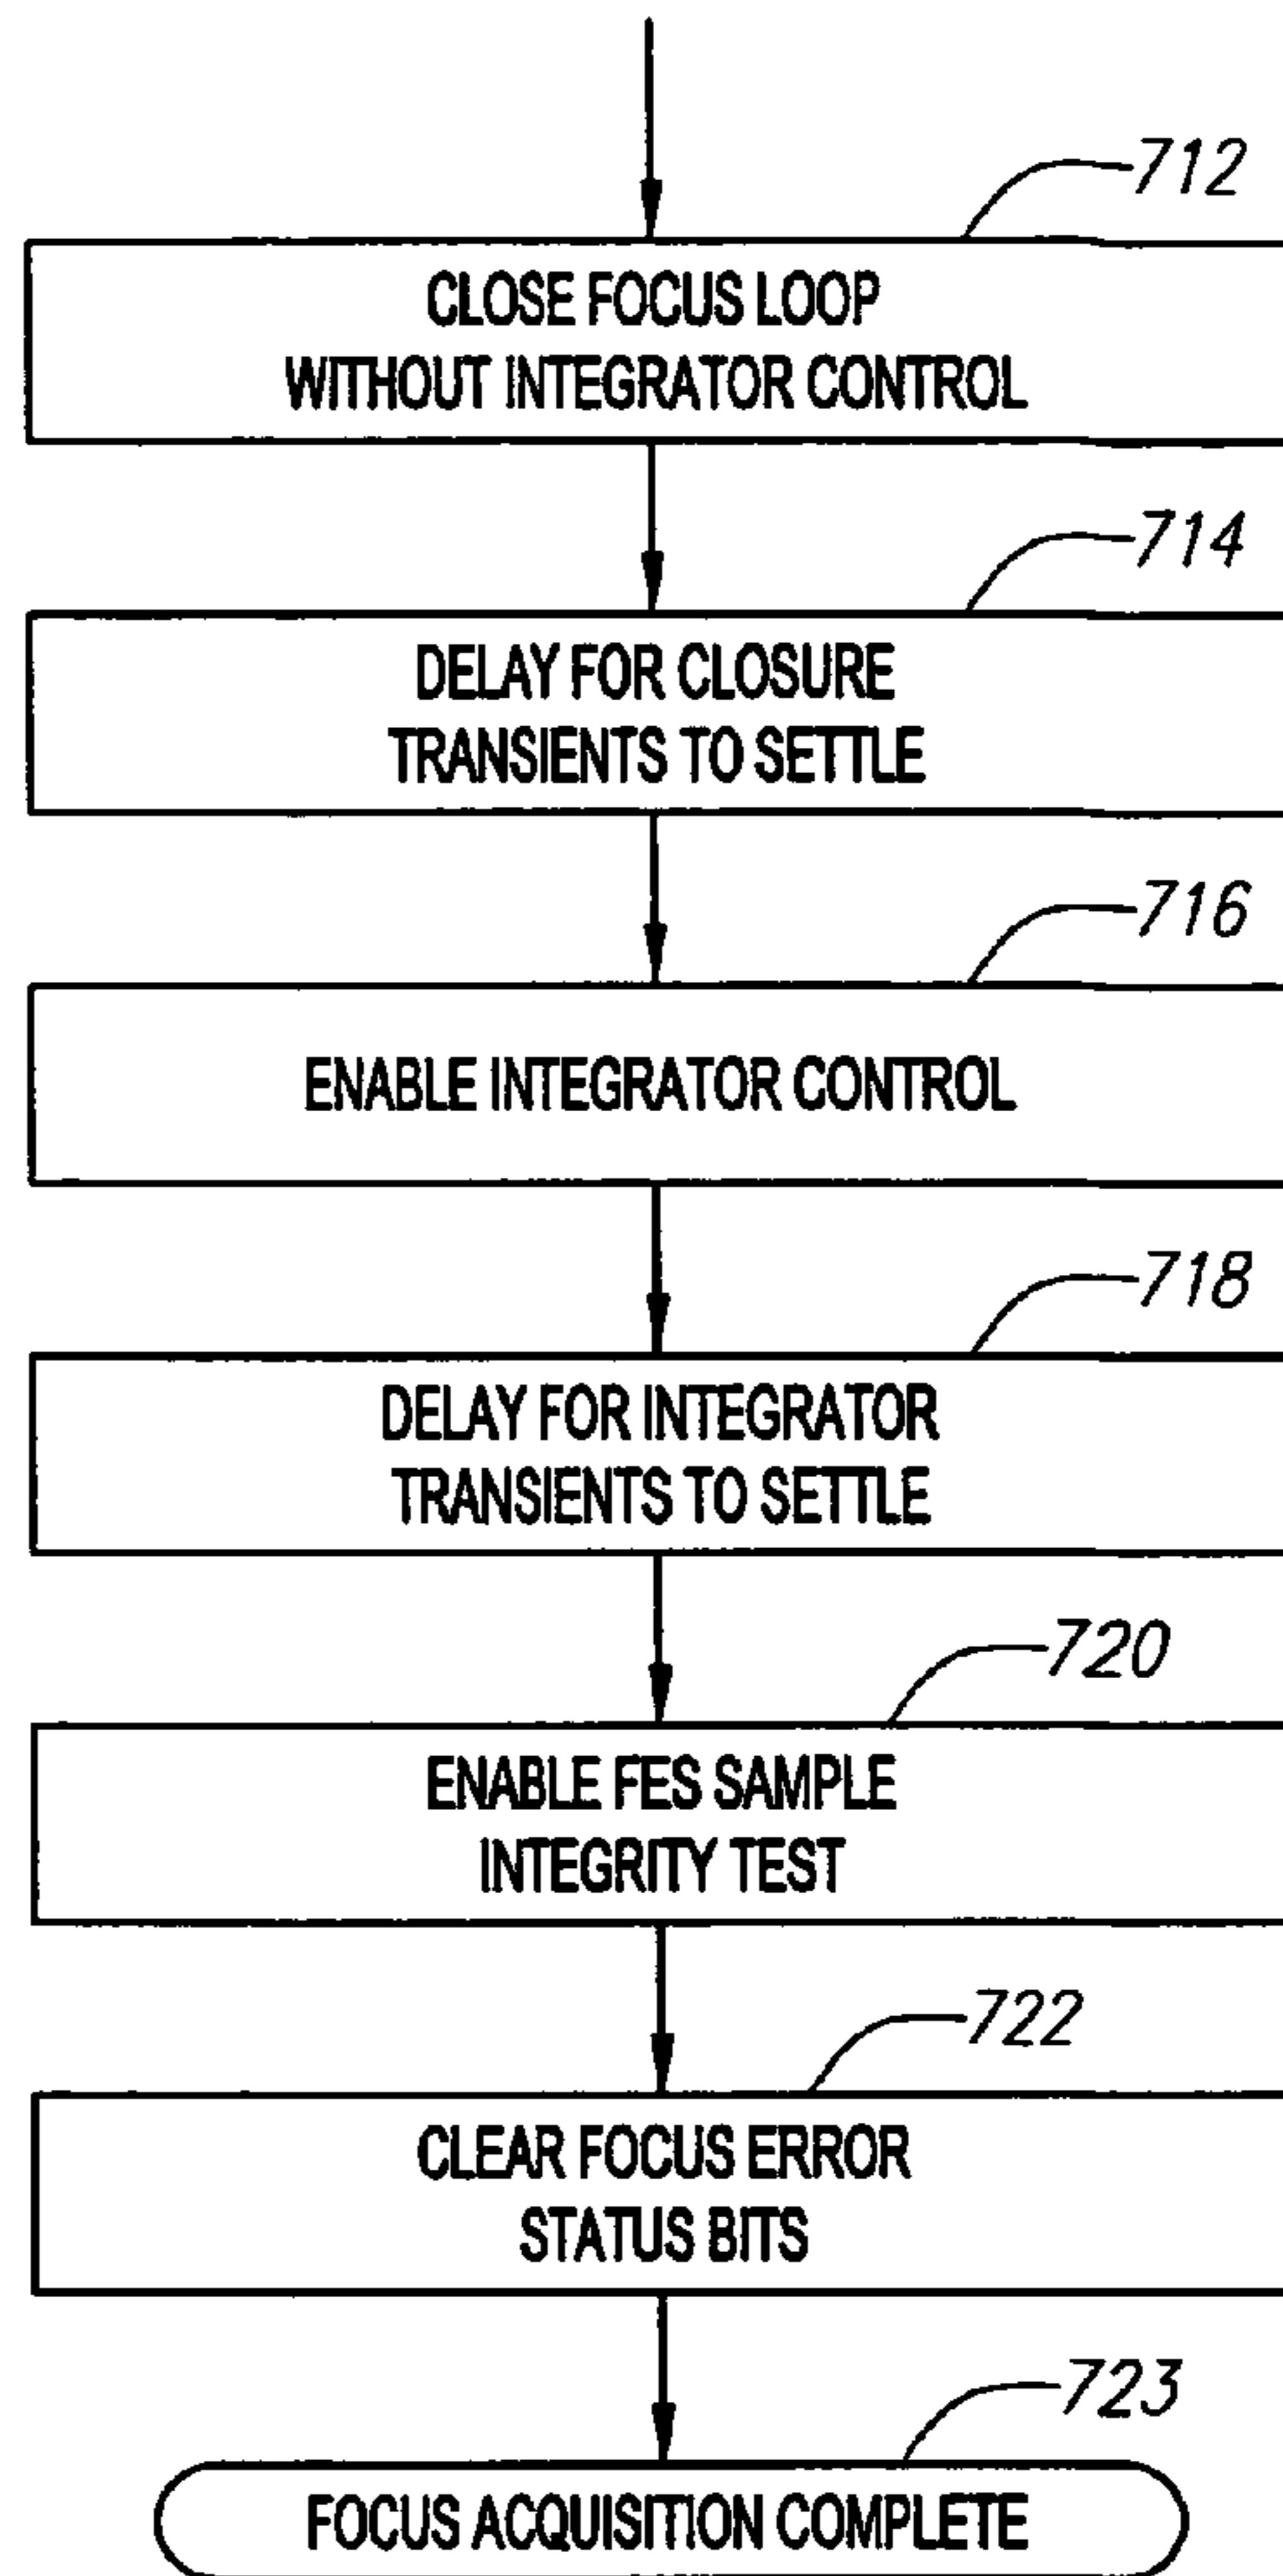 712
CLOSE FOCUS LOOP
WITHOUT INTEGRATOR CONTROL
714
DELAY FOR CLOSURE
TRANSIENTS TO SETTLE
716
ENABLE INTEGRATOR CONTROL
718
DELAY FOR INTEGRATOR
TRANSIENTS TO SETTLE
720
ENABLE FES SAMPLE
INTEGRITY TEST
722
CLEAR FOCUS ERROR
STATUS BITS
723
FOCUS ACQUISITION COMPLETE